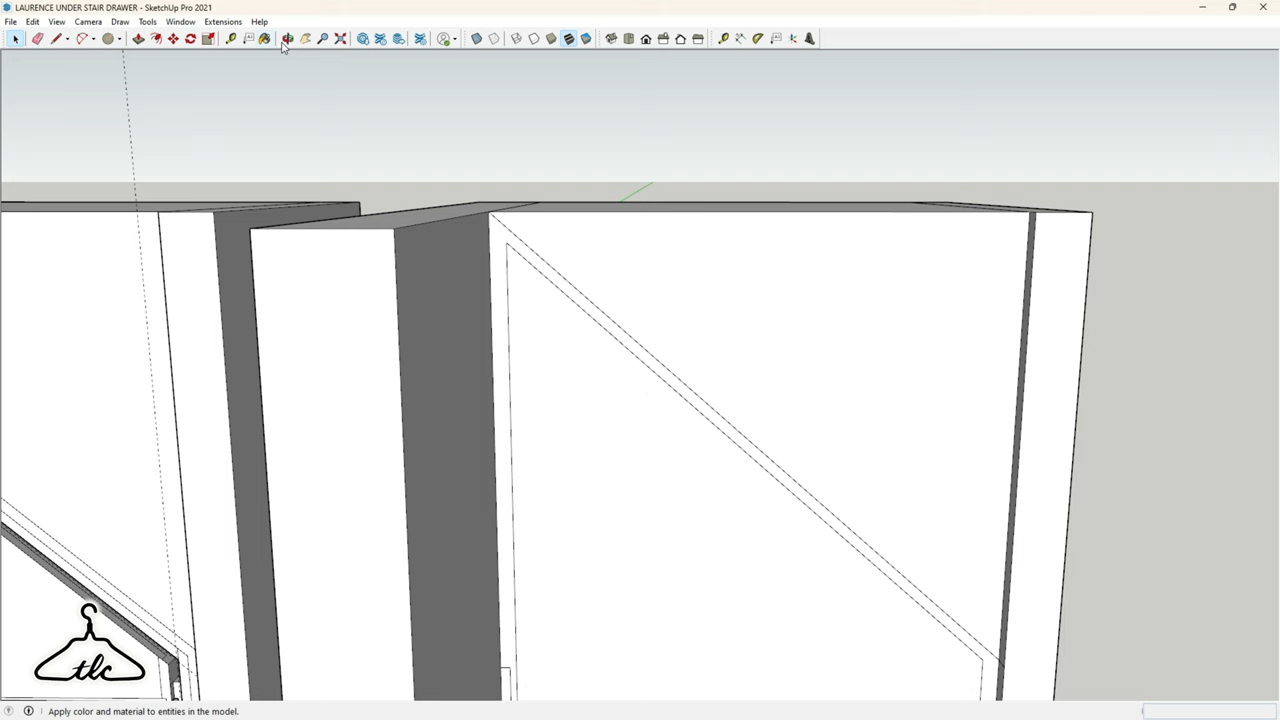 LAURENCE UNDER STAIR DRAWER - SketchUp Pro 2021
File Edit View Camera Draw Tools Window Extensions Help
tlc
Apply color and material to entities in the model.